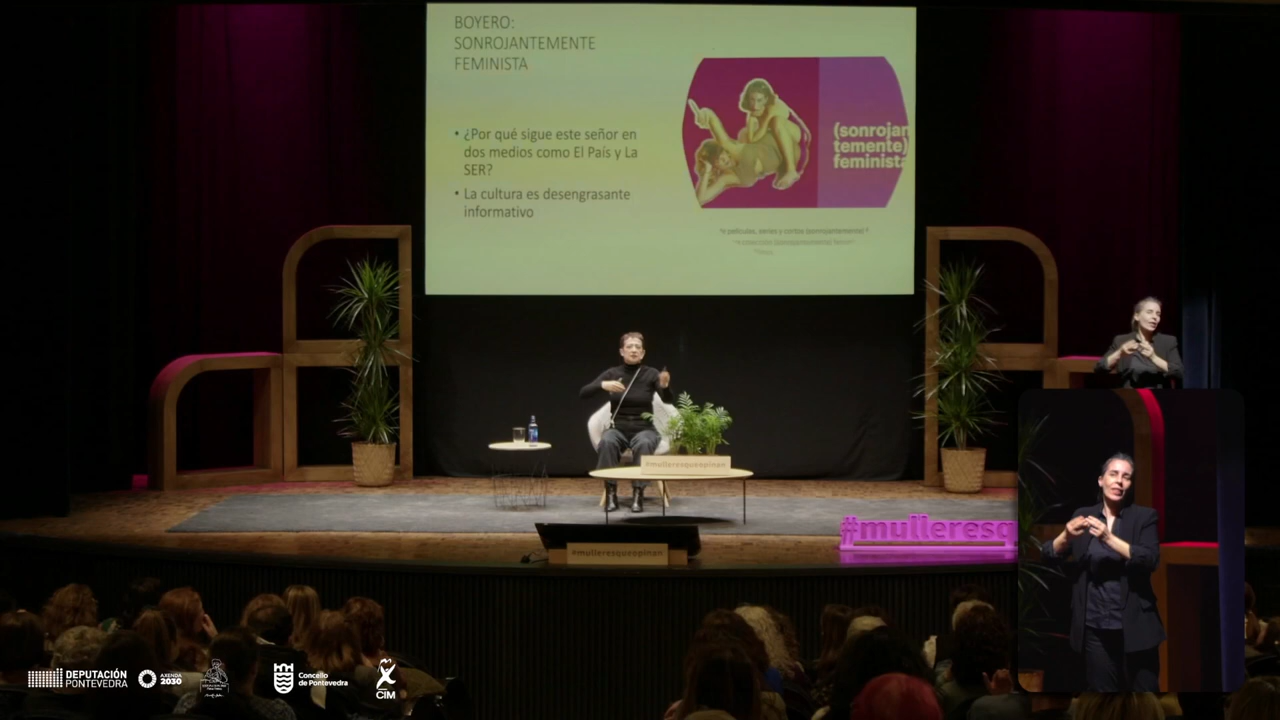 BOYERO:
SONROJANTEMENTE
FEMINISTA
• ¿Por qué sigue este señor en
dos medios como El País y La
SER?
• La cultura es desengrasante
informativo
(sonrojan
temente)
feminista
#mulleresqueopinan
#mulleresq
#mulleresqueopinan
DEPUTACIÓN
PONTEVEDRA
AXENDA
2030
Concello
de Pontevedra
CIM